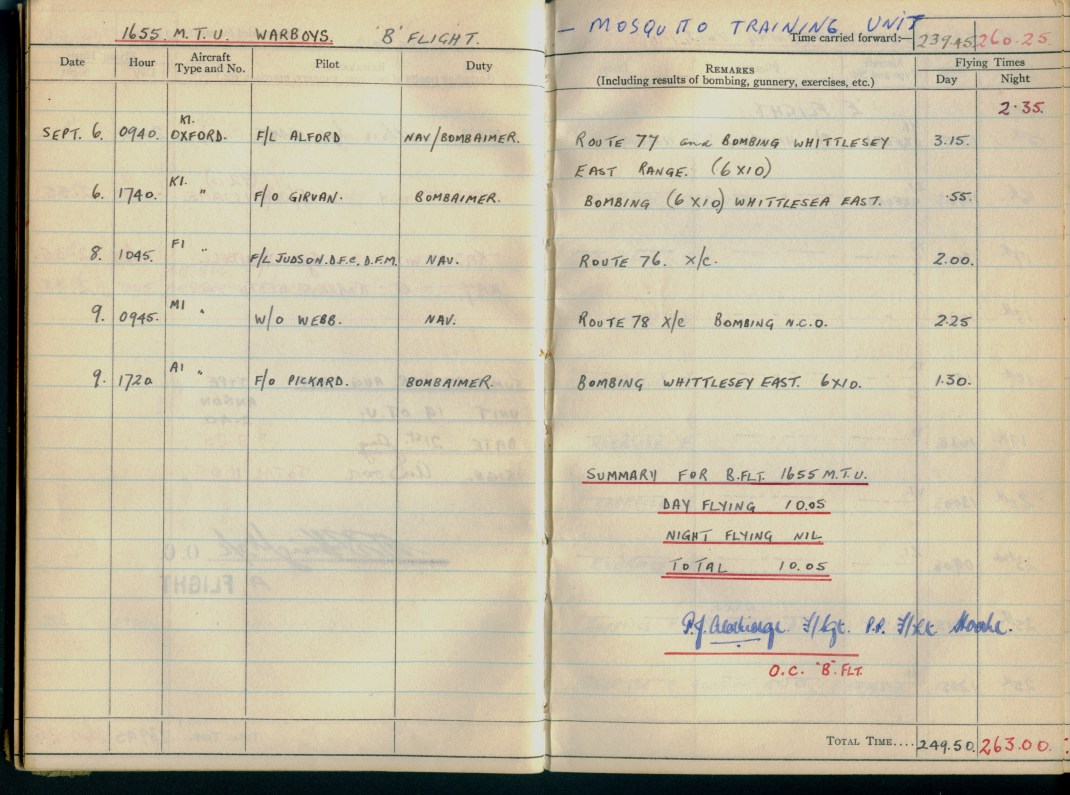 1655. M.T.U. WARBOYS. 'B' FLIGHT.
Date Hour Aircraft Type and No. Pilot Duty
SEPT. 6. 0940. K1. OXFORD. F/L ALFORD NAV/BOMBAIMER.
6. 1740. K1. " F/O GIRVAN. BOMBAIMER.
8. 1045. F1 " F/L JUDSON. D.F.C. D.F.M. NAV.
9. 0945. M1 " W/O WEBB. NAV.
9. 1720 A1 " F/O PICKARD. BOMBAIMER.
– MOSQUITO TRAINING UNIT
Time carried forward:— 239.45 260.25
REMARKS
(Including results of bombing, gunnery, exercises, etc.)
Flying Times
Day Night
2.35.
ROUTE 77 and BOMBING WHITTLESEY 3.15.
EAST RANGE. (6X10)
BOMBING (6X10) WHITTLESEA EAST. .55.
ROUTE 76. X/C. 2.00.
ROUTE 78 X/C BOMBING N.C.O. 2.25
BOMBING WHITTLESEY EAST. 6X10. 1.30.
SUMMARY FOR B.FLT. 1655 M.T.U.
DAY FLYING 10.05
NIGHT FLYING NIL.
TOTAL 10.05
P.J. F/Sgt. P.P. F/Lt
O.C. 'B' FLT.
TOTAL TIME.... 249.50. 263.00.